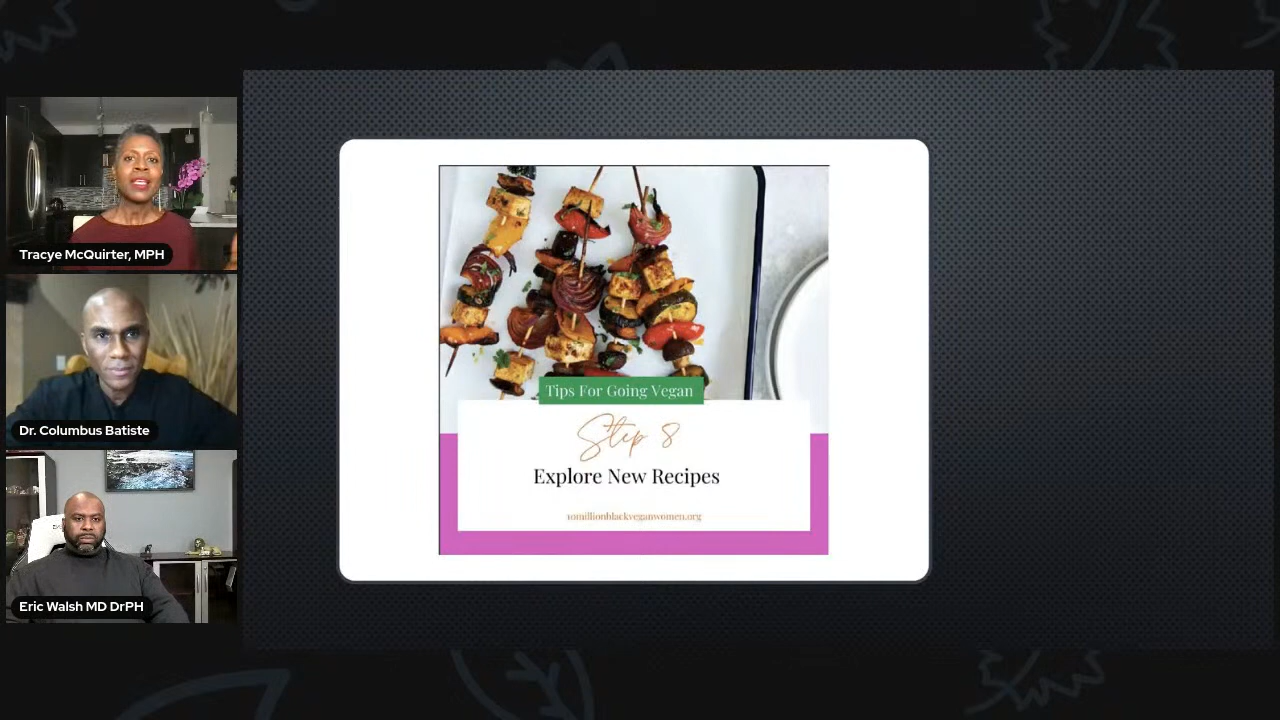 Tracye McQuirter, MPH
Dr. Columbus Batiste
Eric Walsh MD DrPH
Tips For Going Vegan
Step 8
Explore New Recipes
10millionblackveganwomen.org